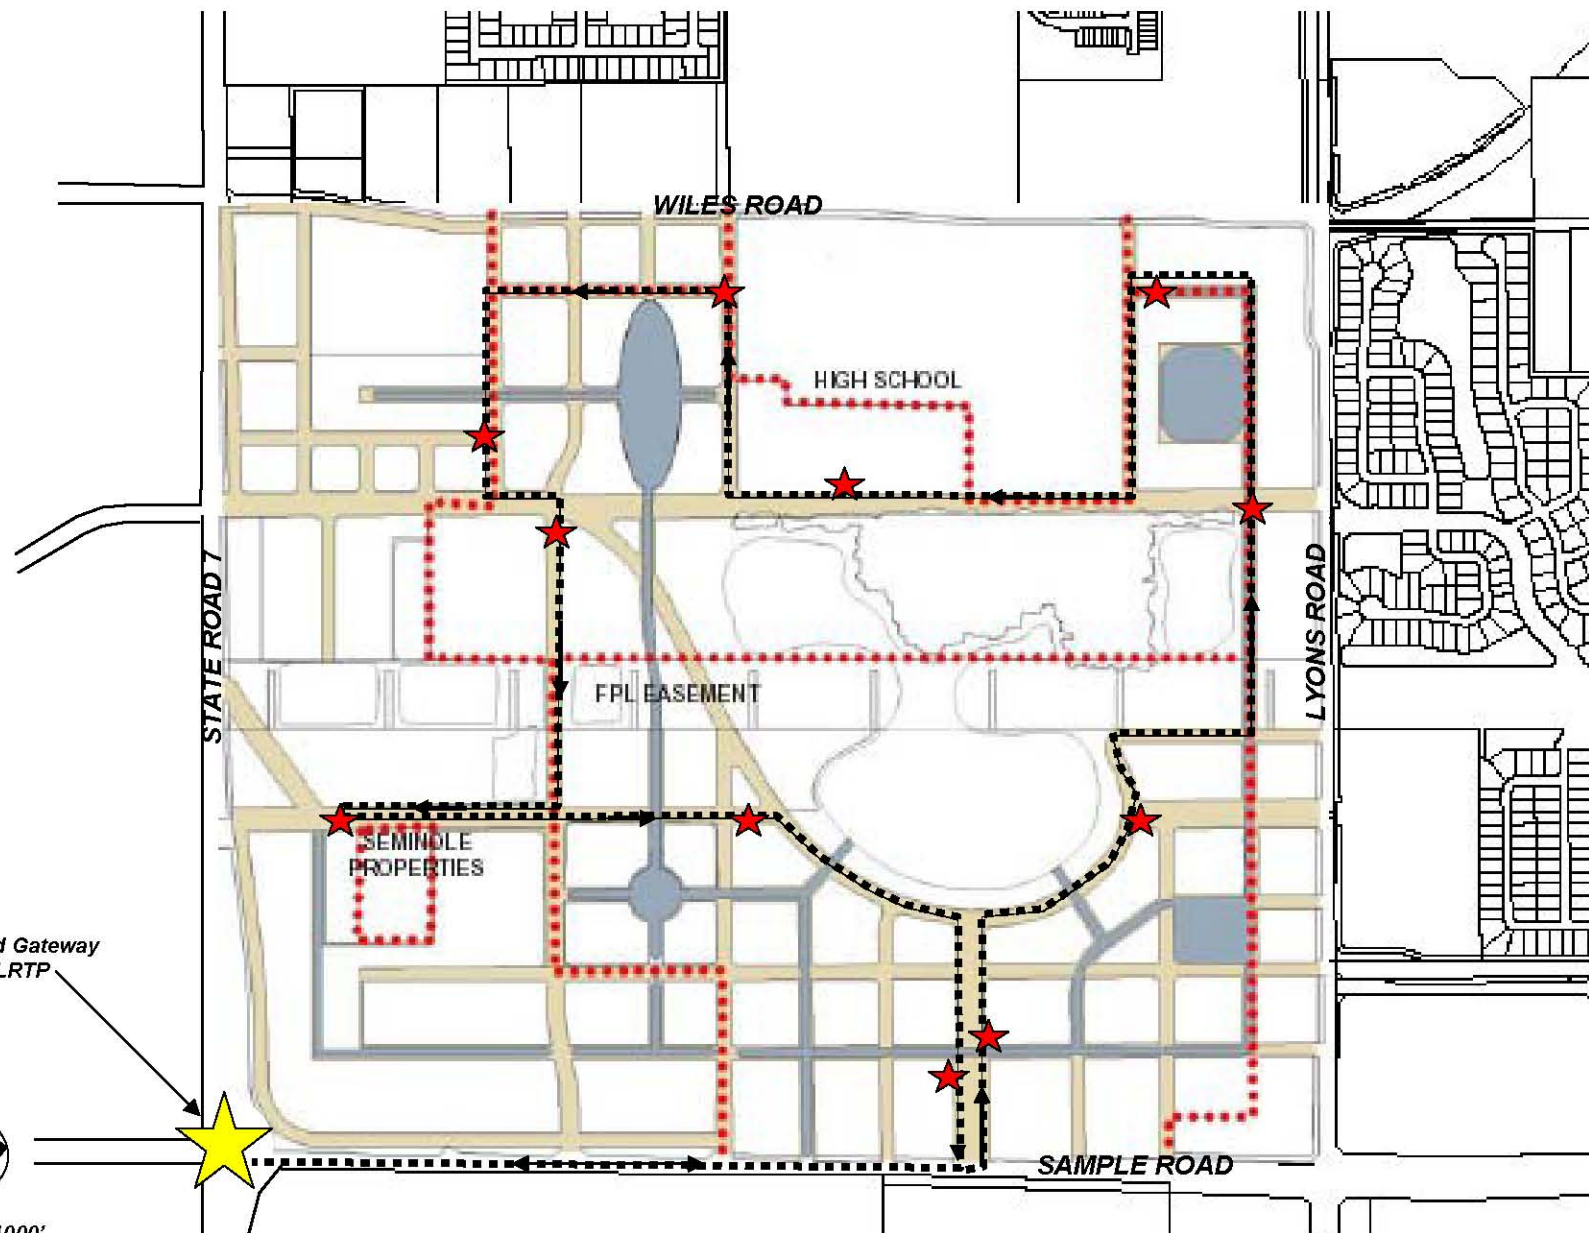 WILES ROAD
HIGH SCHOOL
STATE ROAD 7
LYONS ROAD
FPL EASEMENT
SEMINOLE
PROPERTIES
Gateway
LRTP
SAMPLE ROAD